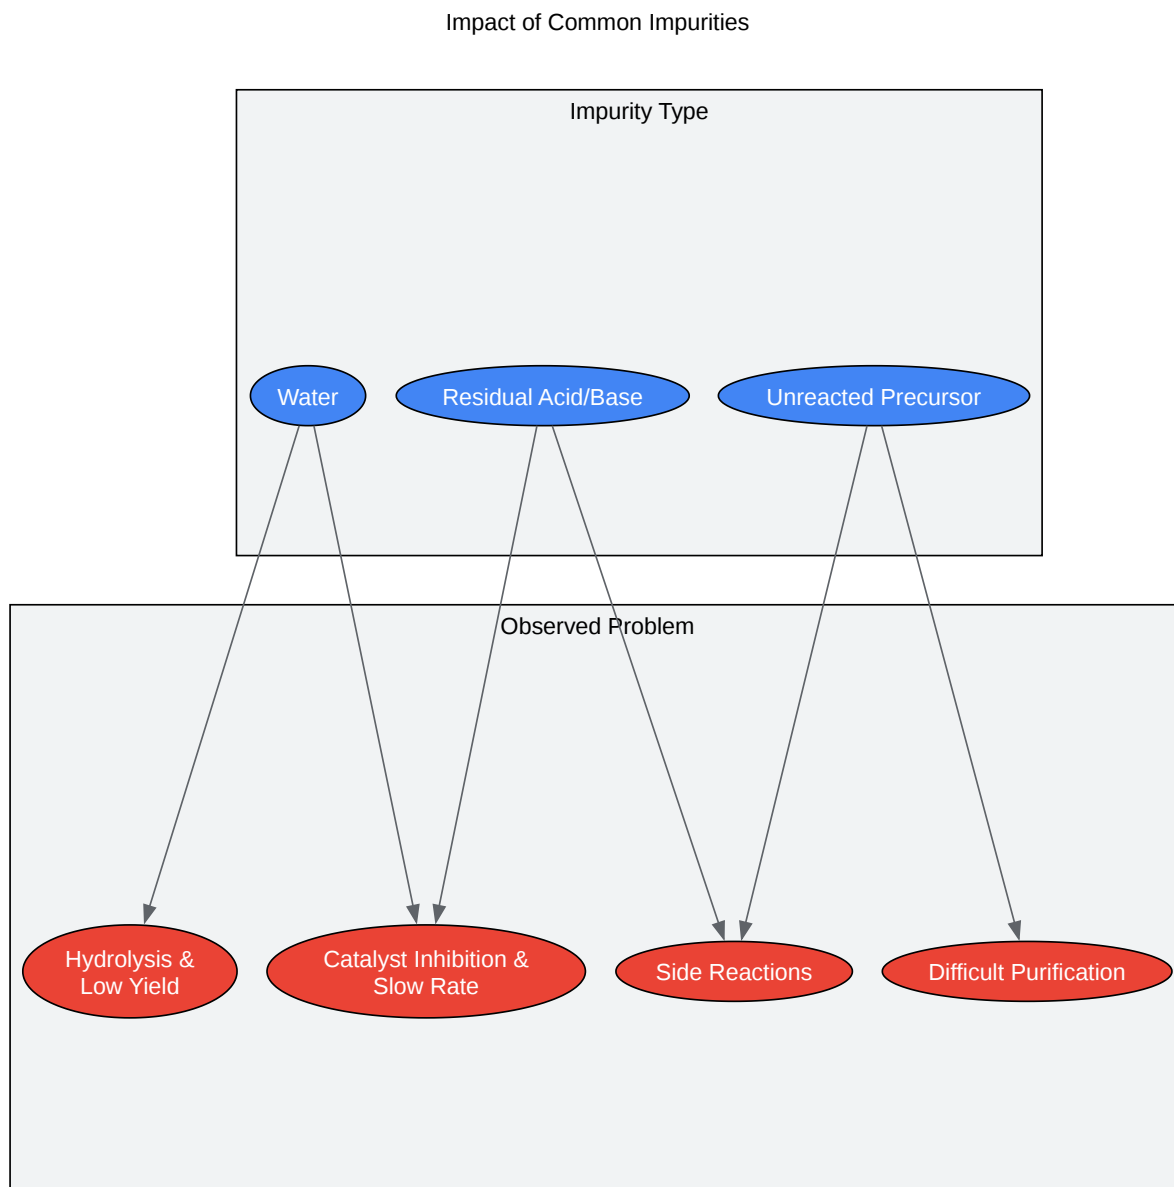 Impact of Common Impurities
Impurity Type
Water
Residual Acid/Base
Unreacted Precursor
Observed Problem
Hydrolysis &
Low Yield
Catalyst Inhibition &
Slow Rate
Side Reactions
Difficult Purification